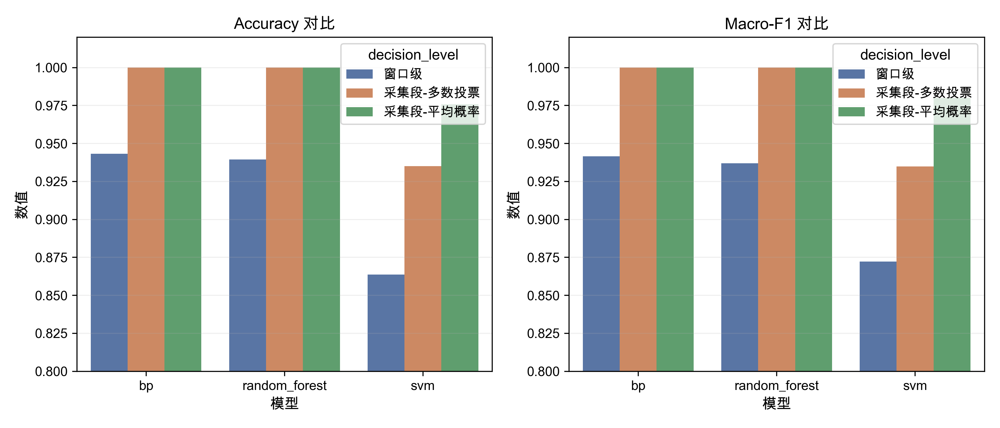 Accuracy 对比
数值
1.000
0.975
0.950
0.925
0.900
0.875
0.850
0.825
0.800
decision_level
窗口级
采集段-多数投票
采集段-平均概率
bp
random_forest
svm
模型
Macro-F1 对比
数值
1.000
0.975
0.950
0.925
0.900
0.875
0.850
0.825
0.800
decision_level
窗口级
采集段-多数投票
采集段-平均概率
bp
random_forest
svm
模型